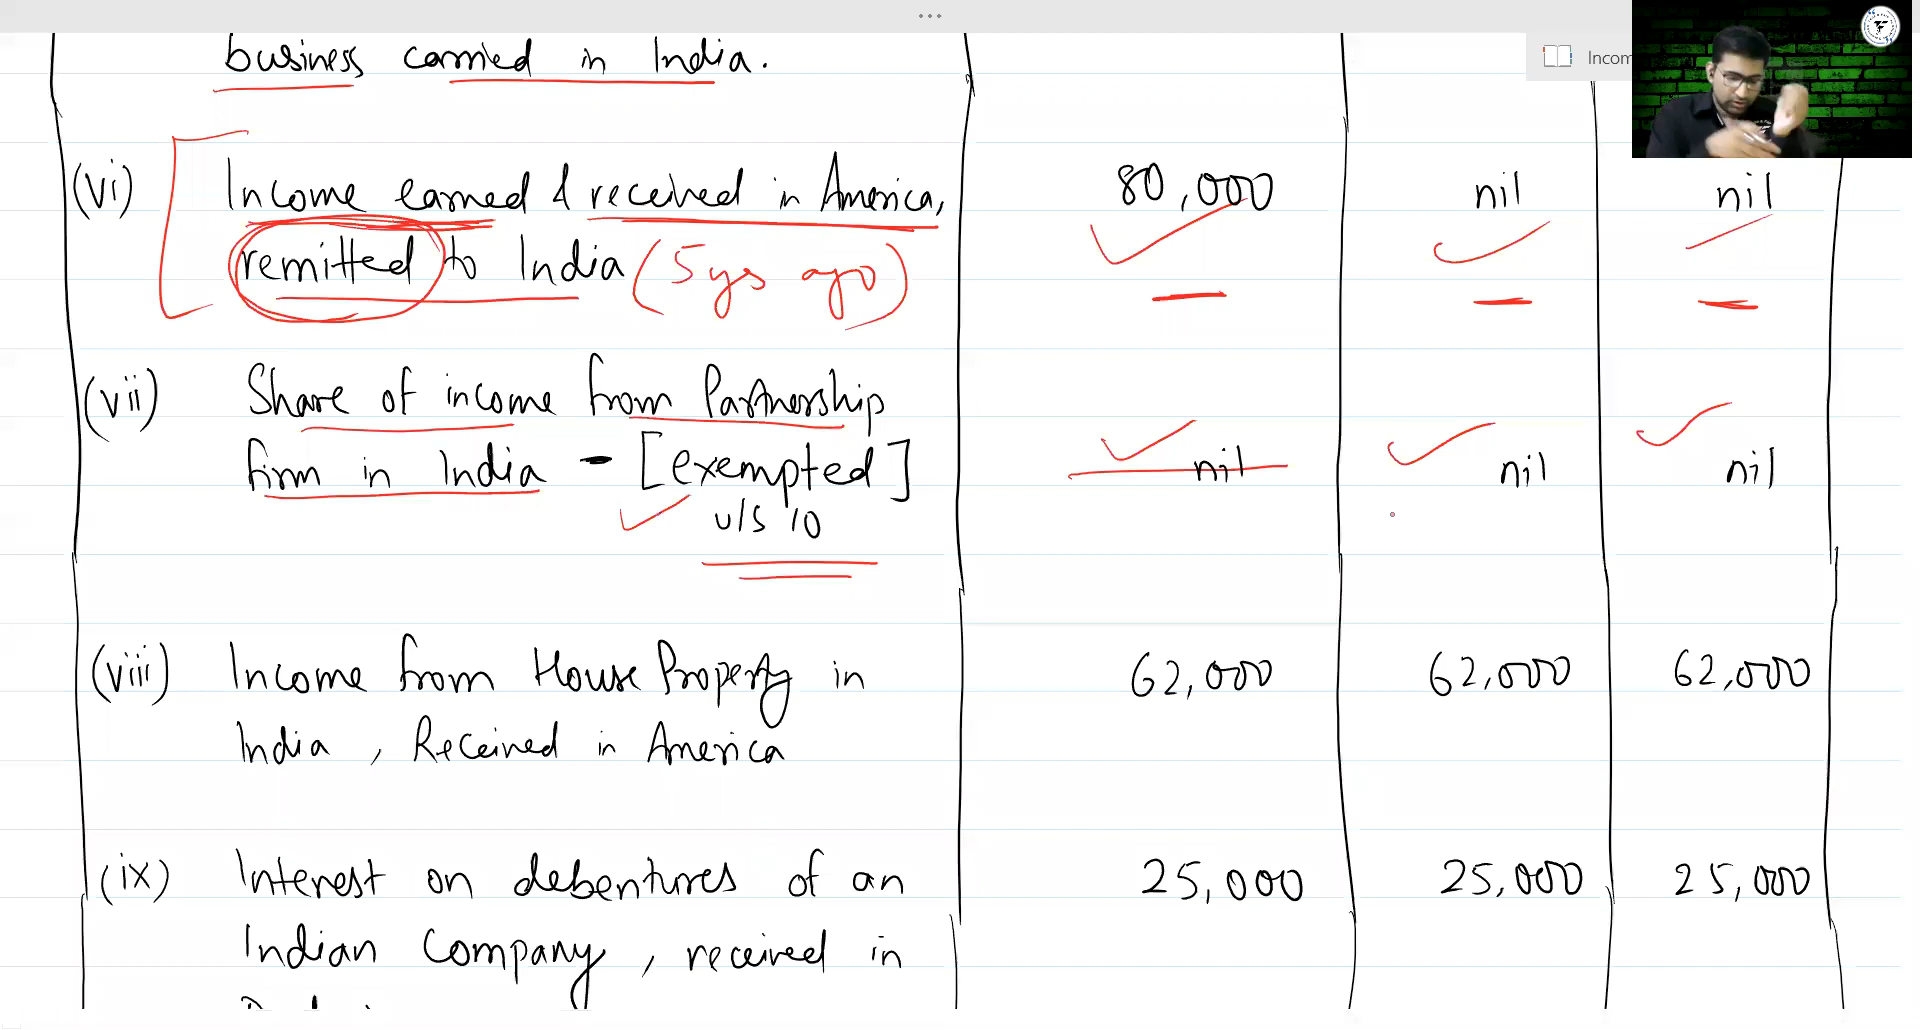 Incom
business carried in India.
(vi) Income earned & received in America, 80,000 nil nil
remitted to India (5 ys ago)
(vii) Share of income from Partnership
firm in India - [exempted] nil nil nil
u/s 10
(viii) Income from House Property in 62,000 62,000 62,000
India, Received in America
(ix) Interest on debentures of an 25,000 25,000 25,000
Indian Company, received in